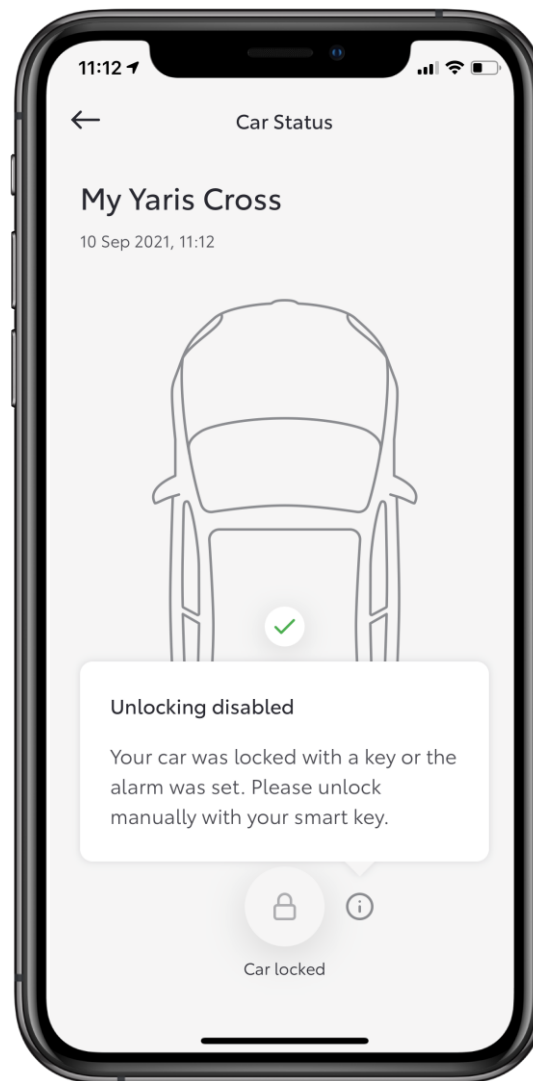 11:12
Car Status
My Yaris Cross
10 Sep 2021, 11:12
Unlocking disabled
Your car was locked with a key or the
alarm was set. Please unlock
manually with your smart key.
Car locked